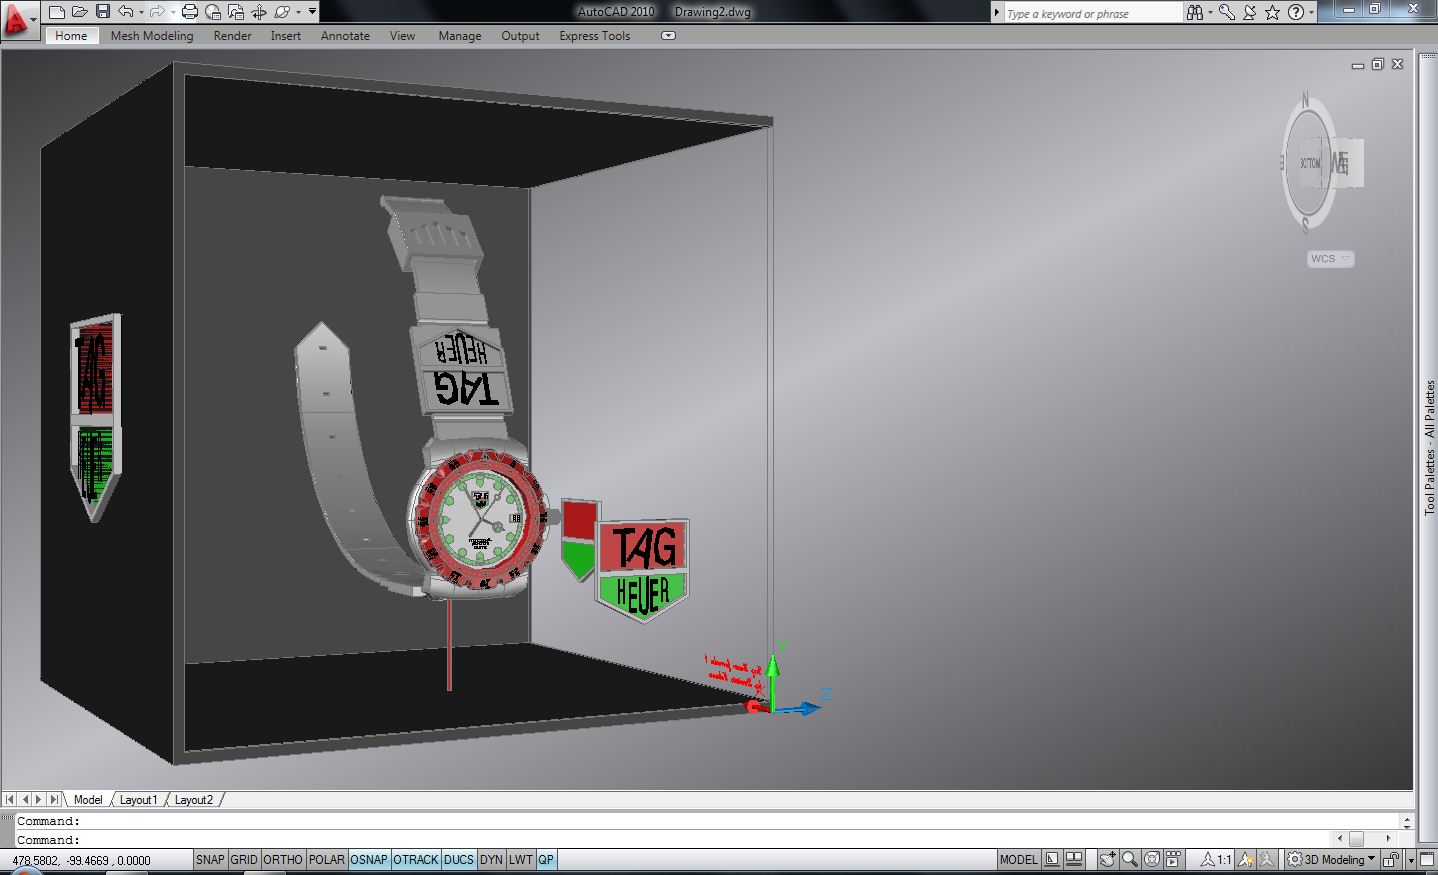 AutoCAD 2010 Drawing2.dwg
Type a keyword or phrase
Home Mesh Modeling Render Insert Annotate View Manage Output Express Tools
N
BOTTOM
S
WCS
HEUER
TAG
TAG
HEUER
Y
X
Z
Tool Palettes - All Palettes
Model Layout1 Layout2
Command:
Command:
478.5802, -99.4669 , 0.0000 SNAP GRID ORTHO POLAR OSNAP OTRACK DUCS DYN LWT QP MODEL 1:1 3D Modeling